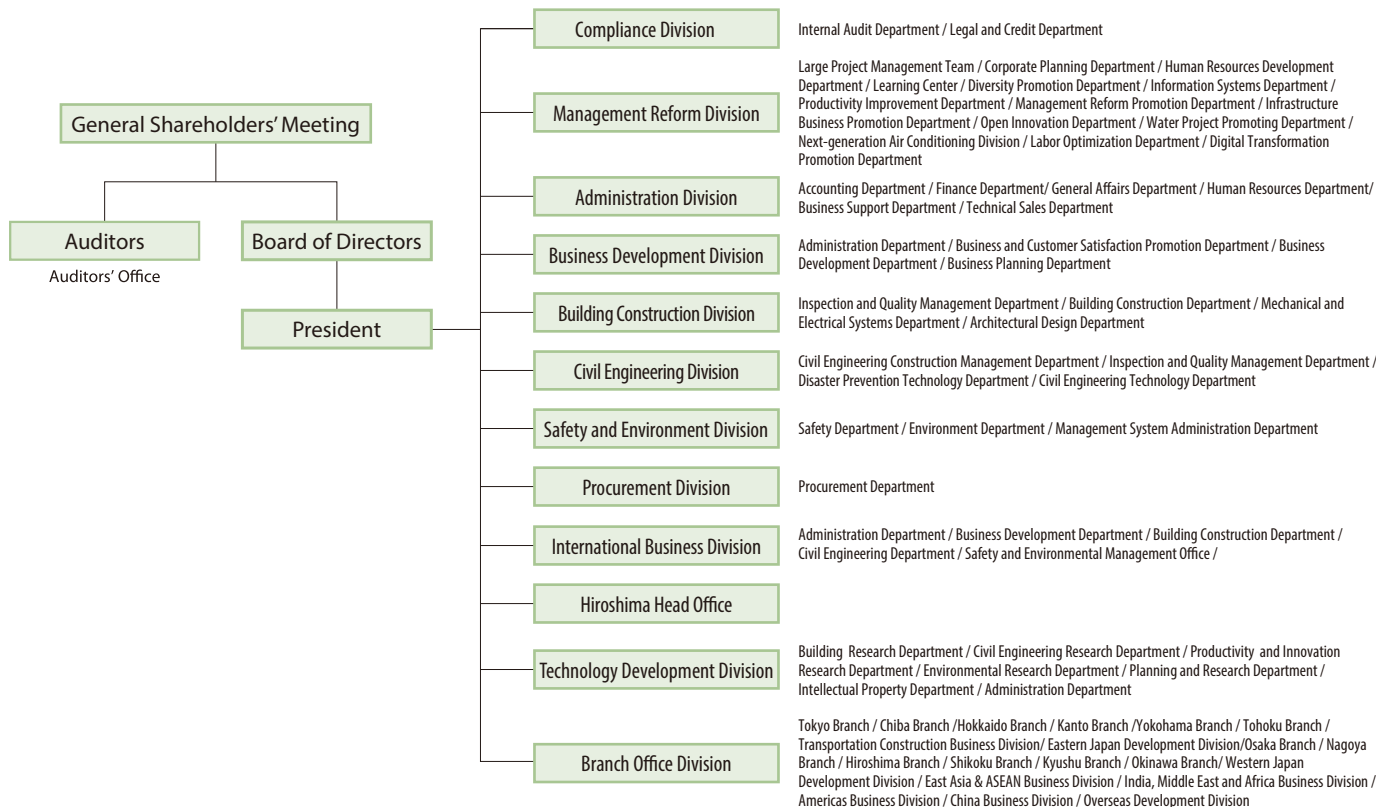 General Shareholders' Meeting
Auditors
Auditors' Office
Board of Directors
President
Compliance Division
Internal Audit Department / Legal and Credit Department
Management Reform Division
Large Project Management Team / Corporate Planning Department / Human Resources Development
Department / Learning Center / Diversity Promotion Department / Information Systems Department /
Productivity Improvement Department / Management Reform Promotion Department / Infrastructure
Business Promotion Department / Open Innovation Department / Water Project Promoting Department /
Next-generation Air Conditioning Division / Labor Optimization Department / Digital Transformation
Promotion Department
Administration Division
Accounting Department / Finance Department/ General Affairs Department / Human Resources Department/
Business Support Department / Technical Sales Department
Business Development Division
Administration Department / Business and Customer Satisfaction Promotion Department / Business
Development Department / Business Planning Department
Building Construction Division
Inspection and Quality Management Department / Building Construction Department / Mechanical and
Electrical Systems Department / Architectural Design Department
Civil Engineering Division
Civil Engineering Construction Management Department / Inspection and Quality Management Department /
Disaster Prevention Technology Department / Civil Engineering Technology Department
Safety and Environment Division
Safety Department / Environment Department / Management System Administration Department
Procurement Division
Procurement Department
International Business Division
Administration Department / Business Development Department / Building Construction Department /
Civil Engineering Department / Safety and Environmental Management Office /
Hiroshima Head Office
Technology Development Division
Building Research Department / Civil Engineering Research Department / Productivity and Innovation
Research Department / Environmental Research Department / Planning and Research Department /
Intellectual Property Department / Administration Department
Branch Office Division
Tokyo Branch / Chiba Branch /Hokkaido Branch / Kanto Branch /Yokohama Branch / Tohoku Branch /
Transportation Construction Business Division/ Eastern Japan Development Division/Osaka Branch / Nagoya
Branch / Hiroshima Branch / Shikoku Branch / Kyushu Branch / Okinawa Branch/ Western Japan
Development Division / East Asia & ASEAN Business Division / India, Middle East and Africa Business Division /
Americas Business Division / China Business Division / Overseas Development Division